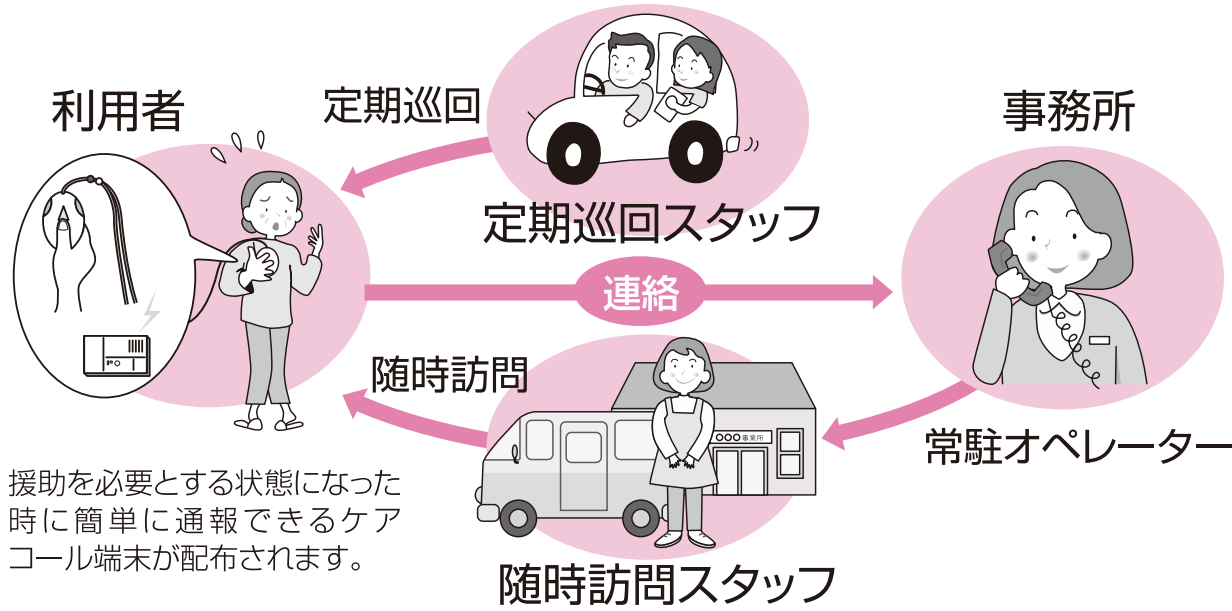 利用者
定期巡回
定期巡回スタッフ
事務所
連絡
随時訪問
○○○事業所
常駐オペレーター
援助を必要とする状態になった
時に簡単に通報できるケア
コール端末が配布されます。
随時訪問スタッフ